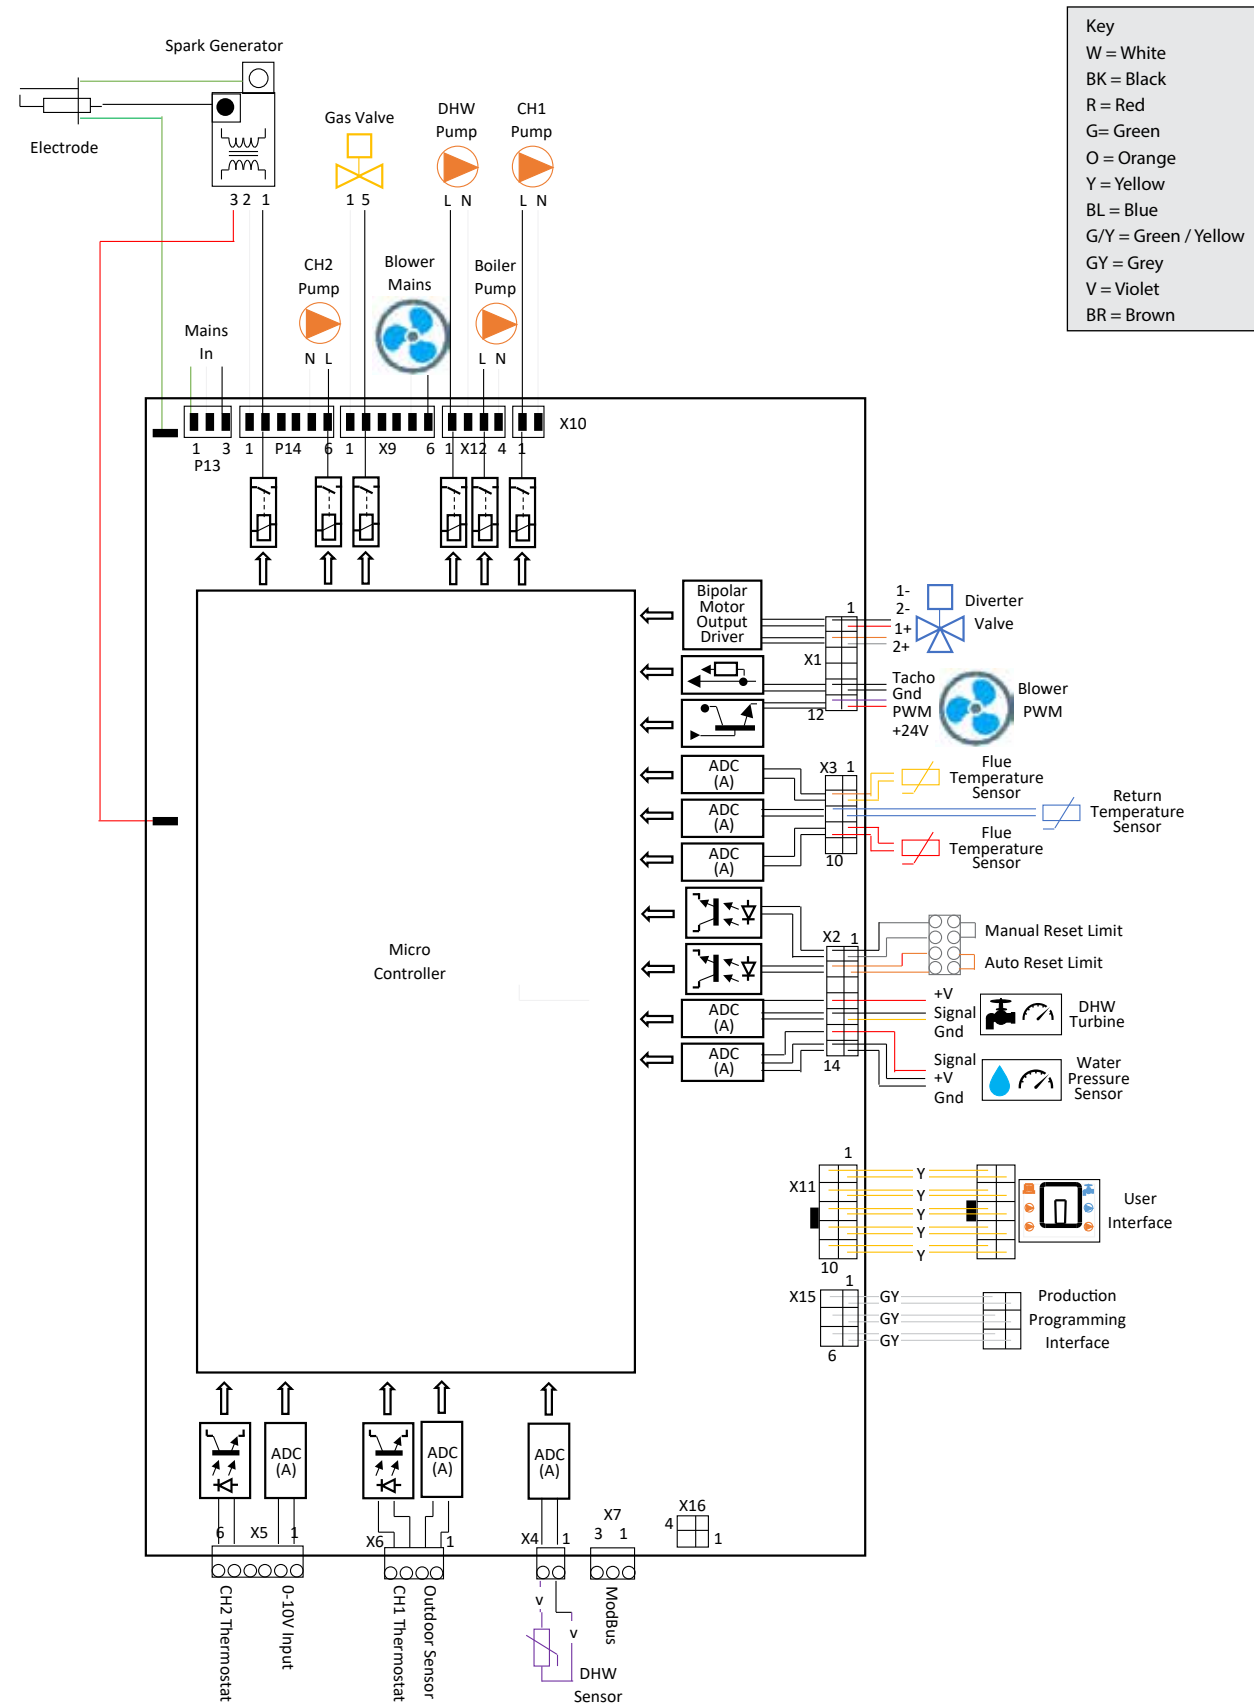 Key
W = White
BK = Black
R = Red
G= Green
O = Orange
Y = Yellow
BL = Blue
G/Y = Green / Yellow
GY = Grey
V = Violet
BR = Brown
Spark Generator
Electrode
3 2 1
Gas Valve
1 5
DHW
Pump
L N
CH1
Pump
L N
CH2
Pump
N L
Blower
Mains
Boiler
Pump
L N
Mains
In
X10
1 3
P13
1 P14 6
1 X9 6
1 X12 4
1
Bipolar
Motor
Output
Driver
1
X1
12
1-
2-
1+
2+
Diverter
Valve
Tacho
Gnd
PWM
+24V
Blower
PWM
ADC
(A)
ADC
(A)
ADC
(A)
X3 1
10
Flue
Temperature
Sensor
Return
Temperature
Sensor
Flue
Temperature
Sensor
Micro
Controller
X2 1
14
Manual Reset Limit
Auto Reset Limit
ADC
(A)
ADC
(A)
+V
Signal
Gnd
DHW
Turbine
Signal
+V
Gnd
Water
Pressure
Sensor
1
X11
10
Y
Y
Y
Y
Y
User
Interface
1
X15
6
GY
GY
GY
Production
Programming
Interface
ADC
(A)
ADC
(A)
ADC
(A)
6 X5 1
X6 1
X4 1
X7
3 1
X16
4
1
CH2 Thermostat
0-10V Input
CH1 Thermostat
Outdoor Sensor
v
v
DHW
Sensor
ModBus